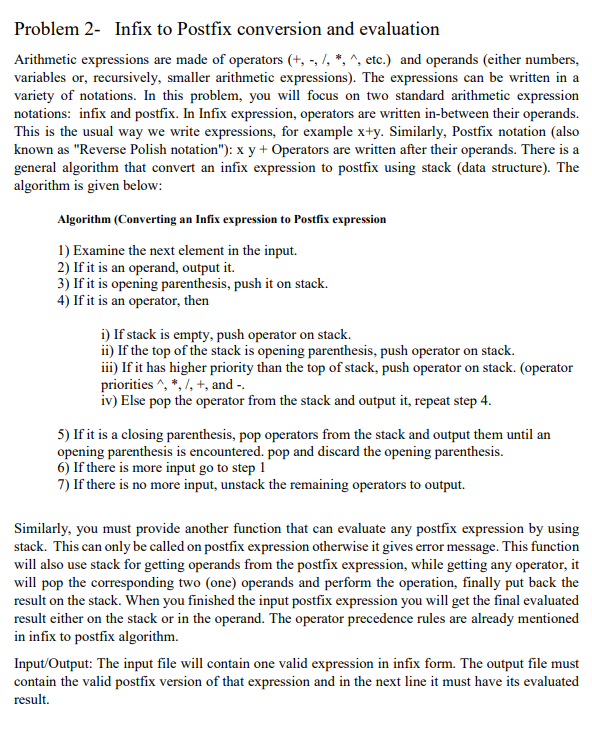 Problem 2-   Infix to Postfix conversion and evaluation
Arithmetic expressions are made of operators (+, -, /, *, ^, etc.)  and operands (either numbers,
variables or, recursively, smaller arithmetic expressions). The expressions can be written in a
variety of notations. In this problem, you will focus on two standard arithmetic expression
notations:  infix and postfix. In Infix expression, operators are written in-between their operands.
This is the usual way we write expressions, for example x+y. Similarly, Postfix notation (also
known as "Reverse Polish notation"): x y + Operators are written after their operands. There is a
general algorithm that convert an infix expression to postfix using stack (data structure). The
algorithm is given below:
Algorithm (Converting an Infix expression to Postfix expression
1) Examine the next element in the input.
2) If it is an operand, output it.
3) If it is opening parenthesis, push it on stack.
4) If it is an operator, then
i) If stack is empty, push operator on stack.
ii) If the top of the stack is opening parenthesis, push operator on stack.
iii) If it has higher priority than the top of stack, push operator on stack. (operator
priorities ^, *, /, +, and -.
iv) Else pop the operator from the stack and output it, repeat step 4.
5) If it is a closing parenthesis, pop operators from the stack and output them until an
opening parenthesis is encountered. pop and discard the opening parenthesis.
6) If there is more input go to step 1
7) If there is no more input, unstack the remaining operators to output.
Similarly, you must provide another function that can evaluate any postfix expression by using
stack.  This can only be called on postfix expression otherwise it gives error message. This function
will also use stack for getting operands from the postfix expression, while getting any operator, it
will pop the corresponding two (one) operands and perform the operation, finally put back the
result on the stack. When you finished the input postfix expression you will get the final evaluated
result either on the stack or in the operand. The operator precedence rules are already mentioned
in infix to postfix algorithm.
Input/Output: The input file will contain one valid expression in infix form. The output file must
contain the valid postfix version of that expression and in the next line it must have its evaluated
result.